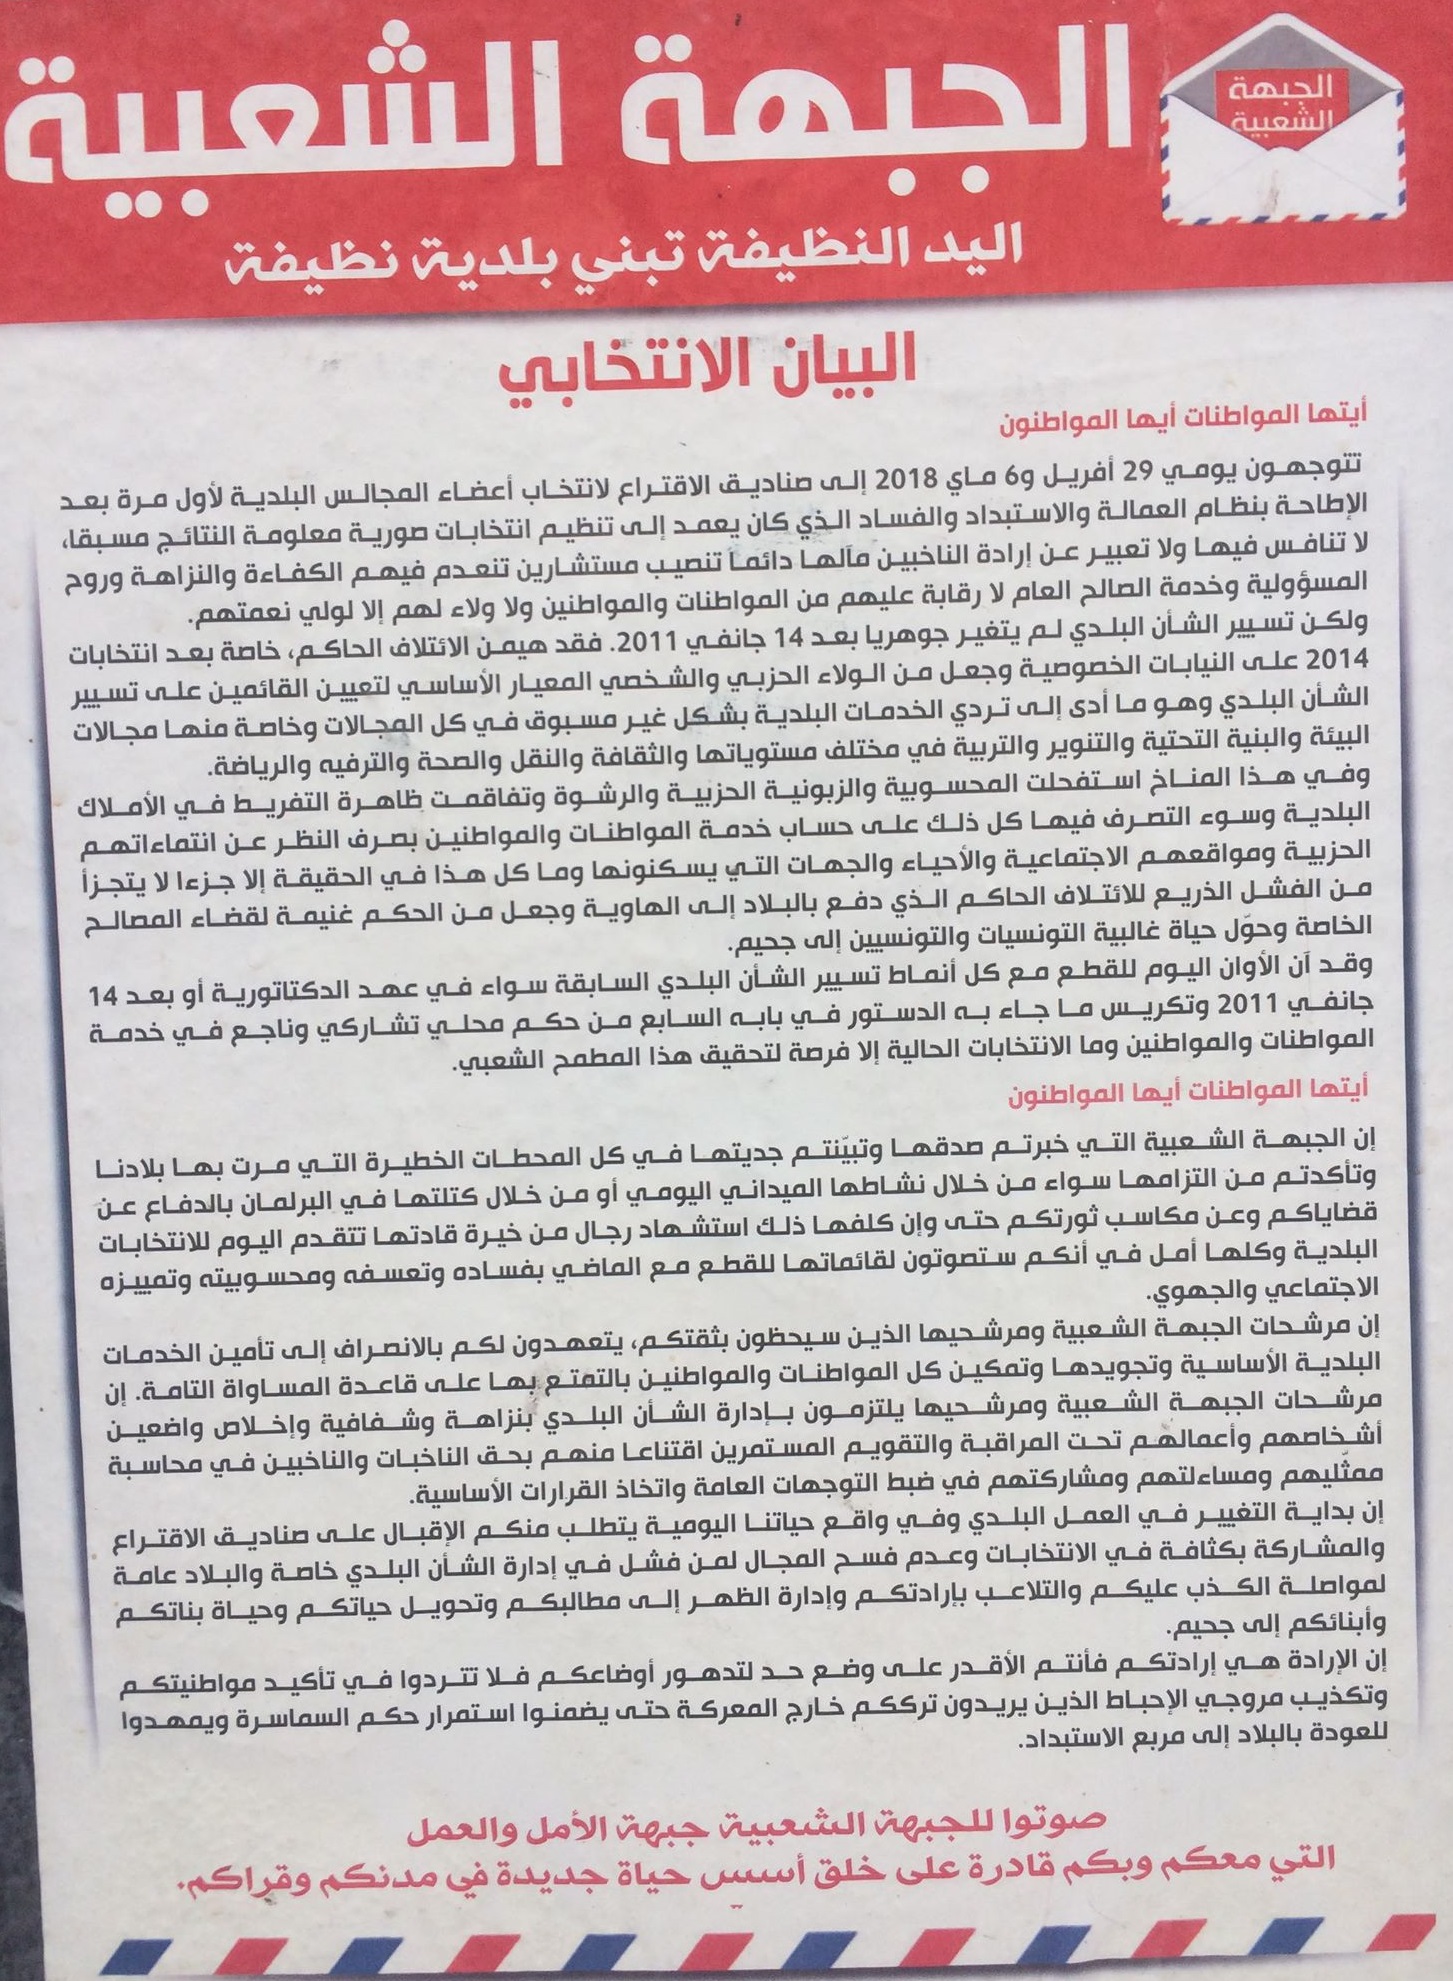 الجبهة الشعبية
الجبهة
الشعبية
اليد النظيفة تبني بلدية نظيفة
البيان الانتخابي
أيتها المواطنات أيها المواطنون
تتوجهون يومي 29 أفريل و6 ماي 2018 إلى صناديق الاقتراع لانتخاب أعضاء المجالس البلدية لأول مرة بعد
الإطاحة بنظام العمالة والاستبداد والفساد الذي كان يعمد إلى تنظيم انتخابات صورية معلومة النتائج مسبقا،
لا تنافس فيها ولا تعبير عن إرادة الناخبين مآلها دائما تنصيب مستشارين تنعدم فيهم الكفاءة والنزاهة وروح
المسؤولية وخدمة الصالح العام لا رقابة عليهم من المواطنات والمواطنين ولا ولاء لهم إلا لولي نعمتهم.
ولكن تسيير الشأن البلدي لم يتغير جوهريا بعد 14 جانفي 2011. فقد هيمن الائتلاف الحاكم، خاصة بعد انتخابات
2014 على النيابات الخصوصية وجعل من الولاء الحزبي والشخصي المعيار الأساسي لتعيين القائمين على تسيير
الشأن البلدي وهو ما أدى إلى تردي الخدمات البلدية بشكل غير مسبوق في كل المجالات وخاصة منها مجالات
البيئة والبنية التحتية والتنوير والتربية في مختلف مستوياتها والثقافة والنقل والصحة والترفيه والرياضة.
وفي هذا المناخ استفحلت المحسوبية والزبونية الحزبية والرشوة وتفاقمت ظاهرة التفريط في الأملاك
البلدية وسوء التصرف فيها كل ذلك على حساب خدمة المواطنات والمواطنين بصرف النظر عن انتماءاتهم
الحزبية ومواقعهم الاجتماعية والأحياء والجهات التي يسكنونها وما كل هذا في الحقيقة إلا جزءا لا يتجزأ
من الفشل الذريع للائتلاف الحاكم الذي دفع بالبلاد إلى الهاوية وجعل من الحكم غنيمة لقضاء المصالح
الخاصة وحوّل حياة غالبية التونسيات والتونسيين إلى جحيم.
وقد آن الأوان اليوم للقطع مع كل أنماط تسيير الشأن البلدي السابقة سواء في عهد الدكتاتورية أو بعد 14
جانفي 2011 وتكريس ما جاء به الدستور في بابه السابع من حكم محلي تشاركي وناجع في خدمة
المواطنات والمواطنين وما الانتخابات الحالية إلا فرصة لتحقيق هذا المطمح الشعبي.
أيتها المواطنات أيها المواطنون
إن الجبهة الشعبية التي خبرتم صدقها وتبيّنتم جديتها في كل المحطات الخطيرة التي مرت بها بلادنا
وتأكدتم من التزامها سواء من خلال نشاطها الميداني اليومي أو من خلال كتلتها في البرلمان بالدفاع عن
قضاياكم وعن مكاسب ثورتكم حتى وإن كلفها ذلك استشهاد رجال من خيرة قادتها تتقدم اليوم للانتخابات
البلدية وكلها أمل في أنكم ستصوتون لقائماتها للقطع مع الماضي بفساده وتعسفه ومحسوبيته وتمييزه
الاجتماعي والجهوي.
إن مرشحات الجبهة الشعبية ومرشحيها الذين سيحظون بثقتكم، يتعهدون لكم بالانصراف إلى تأمين الخدمات
البلدية الأساسية وتجويدها وتمكين كل المواطنات والمواطنين بالتمتع بها على قاعدة المساواة التامة. إن
مرشحات الجبهة الشعبية ومرشحيها يلتزمون بإدارة الشأن البلدي بنزاهة وشفافية وإخلاص واضعين
أشخاصهم وأعمالهم تحت المراقبة والتقويم المستمرين اقتناعا منهم بحق الناخبات والناخبين في محاسبة
ممثّليهم ومساءلتهم ومشاركتهم في ضبط التوجهات العامة واتخاذ القرارات الأساسية.
إن بداية التغيير في العمل البلدي وفي واقع حياتنا اليومية يتطلب منكم الإقبال على صناديق الاقتراع
والمشاركة بكثافة في الانتخابات وعدم فسح المجال لمن فشل في إدارة الشأن البلدي خاصة والبلاد عامة
لمواصلة الكذب عليكم والتلاعب بإرادتكم وإدارة الظهر إلى مطالبكم وتحويل حياتكم وحياة بناتكم
وأبنائكم إلى جحيم.
إن الإرادة هي إرادتكم فأنتم الأقدر على وضع حد لتدهور أوضاعكم فلا تترددوا في تأكيد مواطنيتكم
وتكذيب مروجي الإحباط الذين يريدون ترككم خارج المعركة حتى يضمنوا استمرار حكم السماسرة ويمهدوا
للعودة بالبلاد إلى مربع الاستبداد.
صوتوا للجبهة الشعبية جبهة الأمل والعمل
التي معكم وبكم قادرة على خلق أسس حياة جديدة في مدنكم وقراكم.